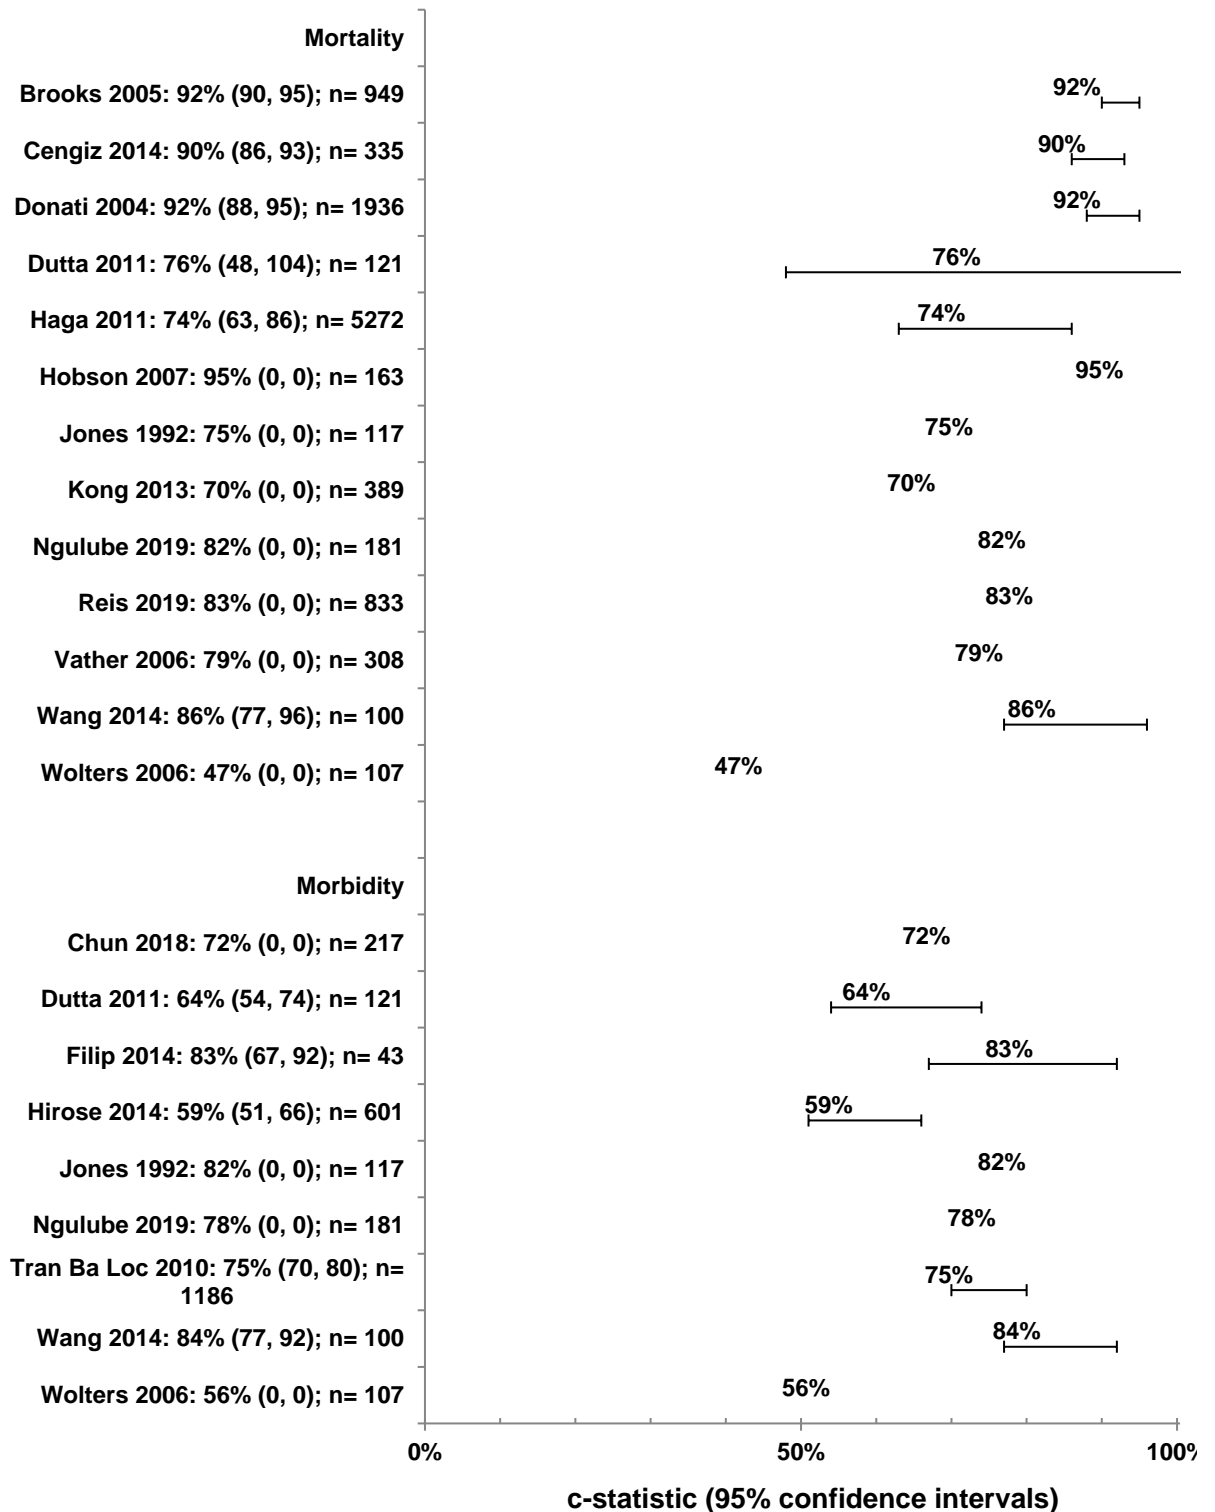 Mortality
Brooks 2005: 92% (90, 95); n= 949
92%
Cengiz 2014: 90% (86, 93); n= 335
90%
Donati 2004: 92% (88, 95); n= 1936
92%
Dutta 2011: 76% (48, 104); n= 121
76%
Haga 2011: 74% (63, 86); n= 5272
74%
Hobson 2007: 95% (0, 0); n= 163
95%
Jones 1992: 75% (0, 0); n= 117
75%
Kong 2013: 70% (0, 0); n= 389
70%
Ngulube 2019: 82% (0, 0); n= 181
82%
Reis 2019: 83% (0, 0); n= 833
83%
Vather 2006: 79% (0, 0); n= 308
79%
Wang 2014: 86% (77, 96); n= 100
86%
Wolters 2006: 47% (0, 0); n= 107
47%
Morbidity
Chun 2018: 72% (0, 0); n= 217
72%
Dutta 2011: 64% (54, 74); n= 121
64%
Filip 2014: 83% (67, 92); n= 43
83%
Hirose 2014: 59% (51, 66); n= 601
59%
Jones 1992: 82% (0, 0); n= 117
82%
Ngulube 2019: 78% (0, 0); n= 181
78%
Tran Ba Loc 2010: 75% (70, 80); n=
1186
75%
Wang 2014: 84% (77, 92); n= 100
84%
Wolters 2006: 56% (0, 0); n= 107
56%
0%
50%
100%
c-statistic (95% confidence intervals)